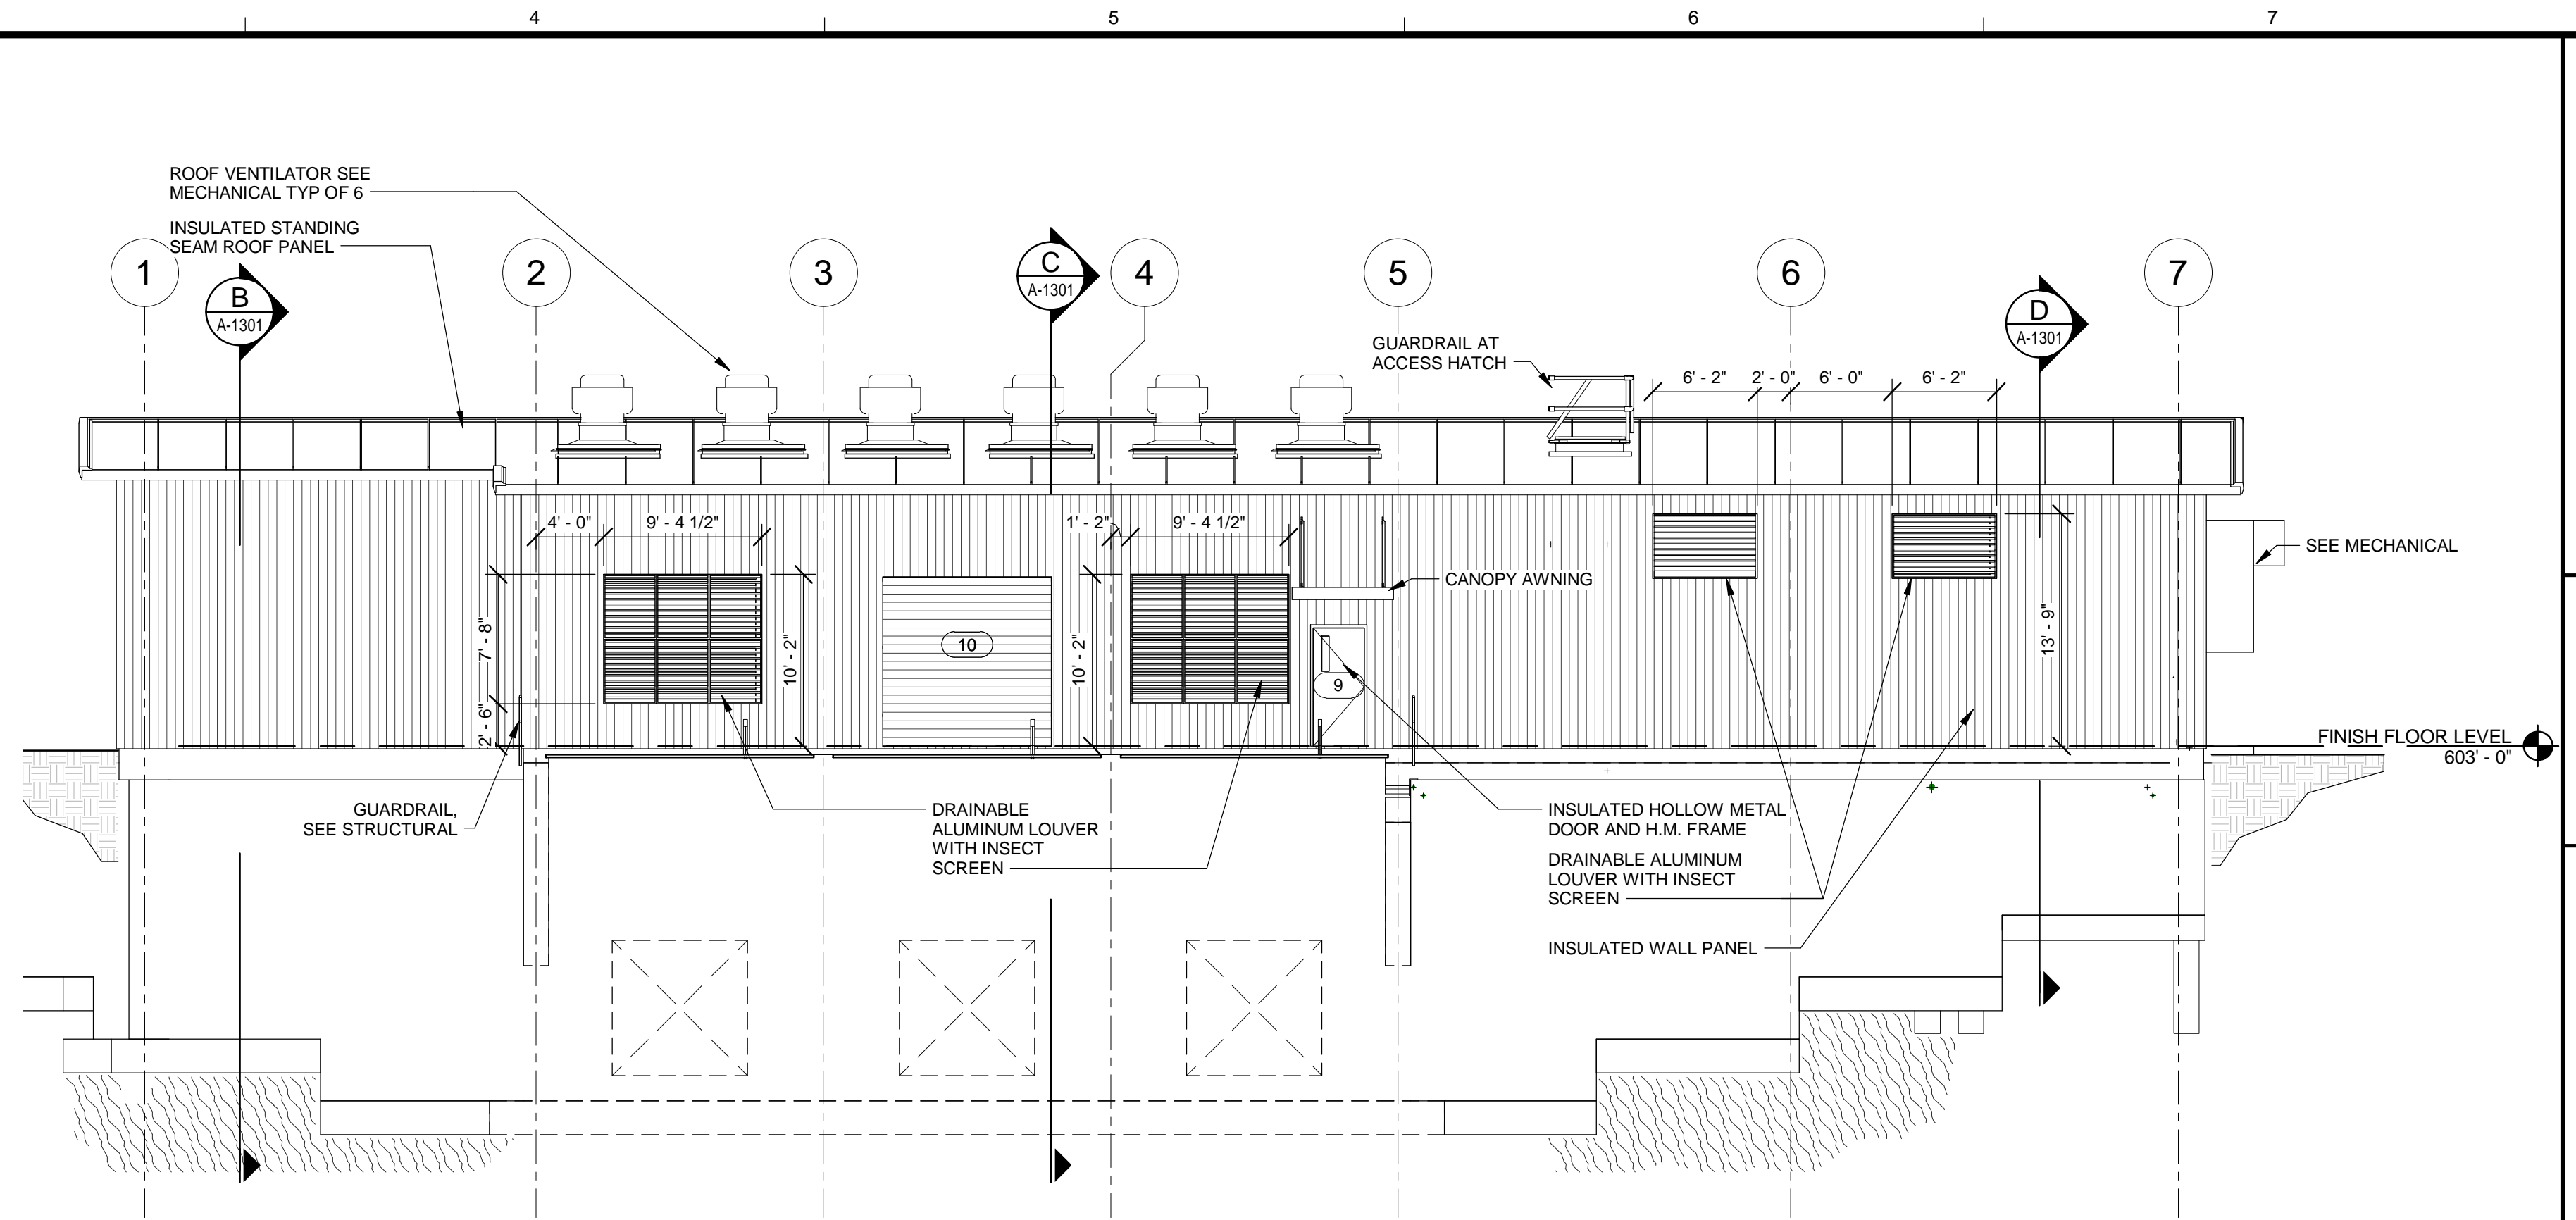 4
5
6
7
ROOF VENTILATOR SEE
MECHANICAL TYP OF 6
INSULATED STANDING
SEAM ROOF PANEL
1
B
A-1301
2
3
C
A-1301
4
5
6
D
A-1301
7
GUARDRAIL AT
ACCESS HATCH
6' - 2"
2' - 0"
6' - 0"
6' - 2"
4' - 0"
9' - 4 1/2"
1' - 2"
9' - 4 1/2"
SEE MECHANICAL
CANOPY AWNING
7' - 8"
2' - 6"
10' - 2"
10
10' - 2"
9
13' - 9"
FINISH FLOOR LEVEL
603' - 0"
GUARDRAIL,
SEE STRUCTURAL
DRAINABLE
ALUMINUM LOUVER
WITH INSECT
SCREEN
INSULATED HOLLOW METAL
DOOR AND H.M. FRAME
DRAINABLE ALUMINUM
LOUVER WITH INSECT
SCREEN
INSULATED WALL PANEL